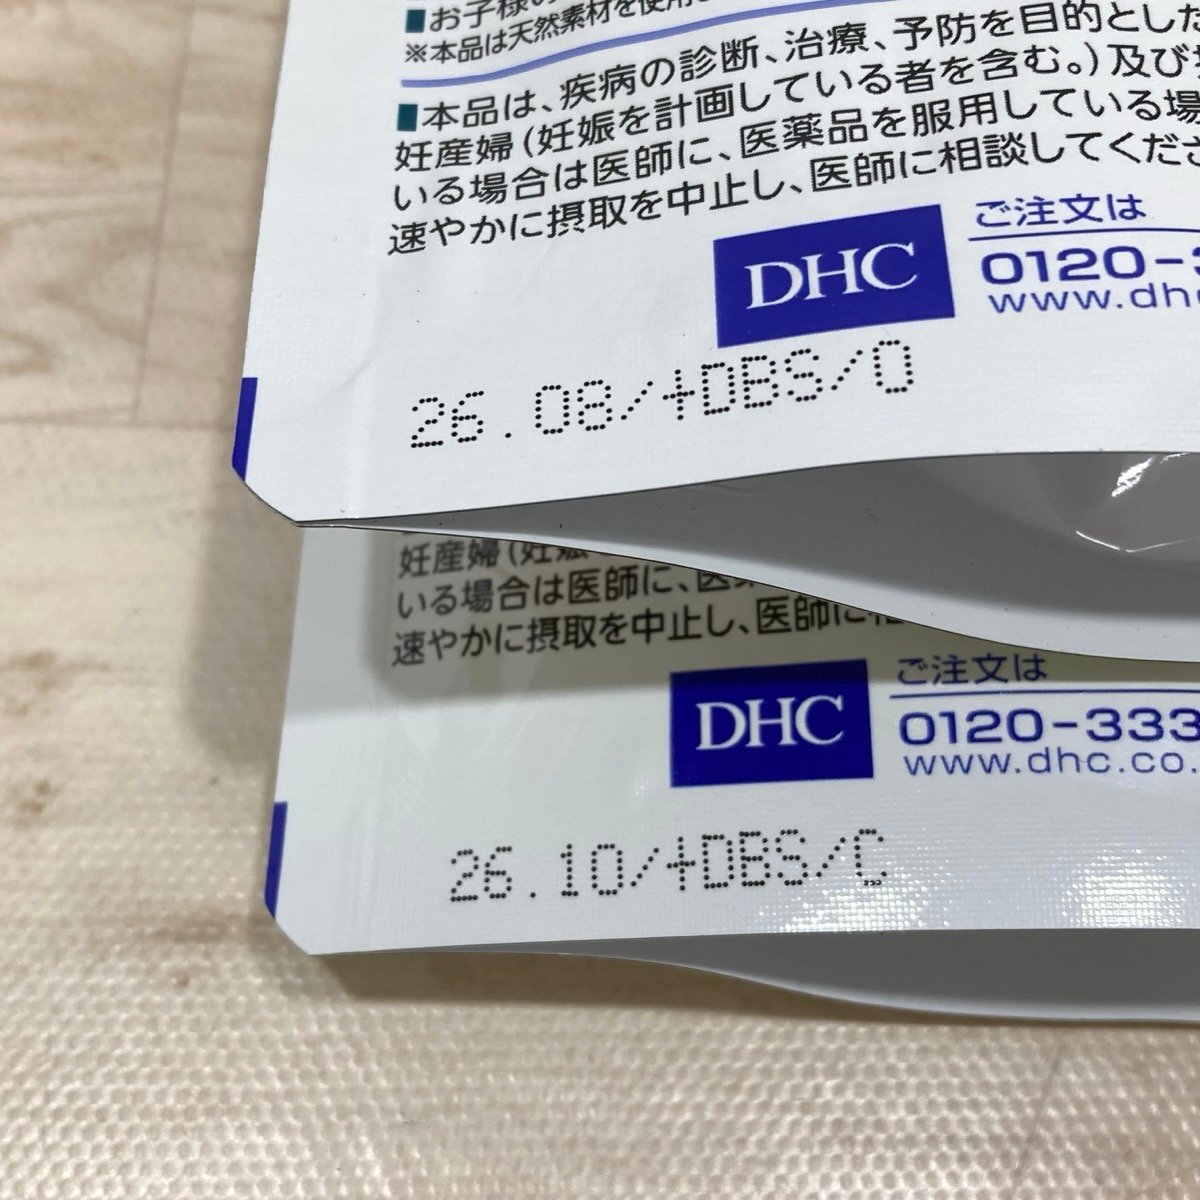 ■お子様の
※本品は天然素材を使用し
■本品は、疾病の診断、治療、予防を目的とした
妊産婦(妊娠を計画している者を含む。)及び
いる場合は医師に、医薬品を服用している場
速やかに摂取を中止し、医師に相談してくださ
DHC
ご注文は
0120-3
www.dhc
26.08/+DBS/O
妊産婦(妊娠
いる場合は医師に、医薬
速やかに摂取を中止し、医師に相
DHC
ご注文は
0120-333
www.dhc.co.
26.10/+DBS/C